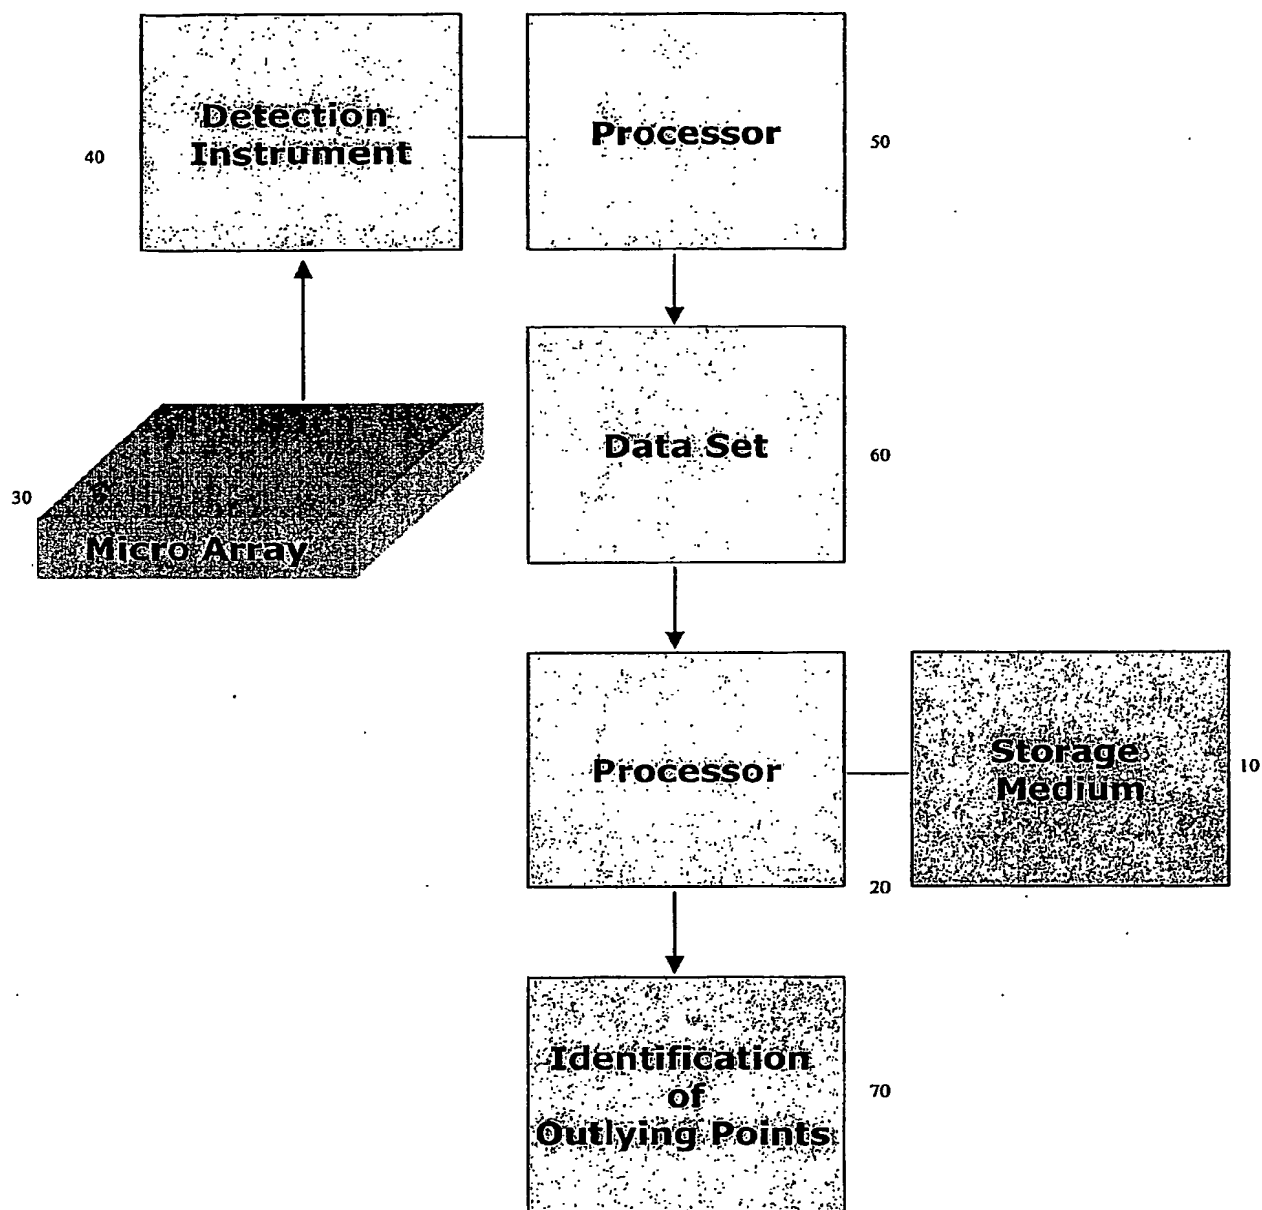 Detection
Instrument
40
Processor
50
30
Micro Array
Data Set
60
Processor
20
Storage
Medium
10
Identification
of
Outlying Points
70